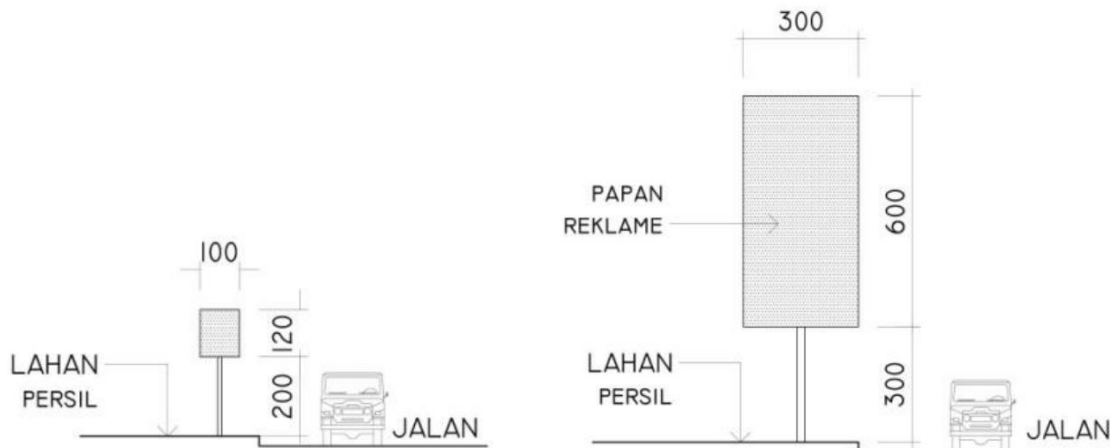 100
120
200
LAHAN
PERSIL
JALAN
300
PAPAN
REKLAME
600
LAHAN
PERSIL
300
JALAN